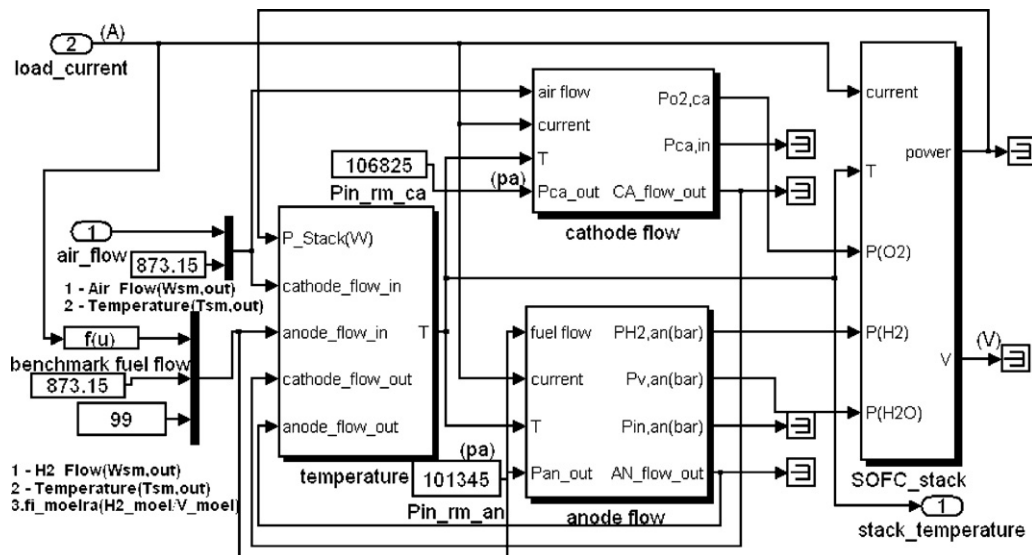 2
(A)
load_current
air flow
current
T
Pca_out
Po2,ca
Pca,in
CA_flow_out
cathode flow
106825
Pin_rm_ca
(pa)
current
T
P(O2)
P(H2)
P(H2O)
power
V
(V)
SOFC_stack
1
air_flow
873.15
1 - Air Flow(Wsm,out)
2 - Temperature(Tsm,out)
P_Stack(W)
cathode_flow_in
anode_flow_in
cathode_flow_out
anode_flow_out
T
temperature
f(u)
benchmark fuel flow
873.15
99
1 - H2 Flow(Wsm,out)
2 - Temperature(Tsm,out)
3.fi_moelra(H2_moel/V_moel)
(pa)
101345
Pin_rm_an
fuel flow
current
T
Pan_out
PH2,an(bar)
Pv,an(bar)
Pin,an(bar)
AN_flow_out
anode flow
1
stack_temperature